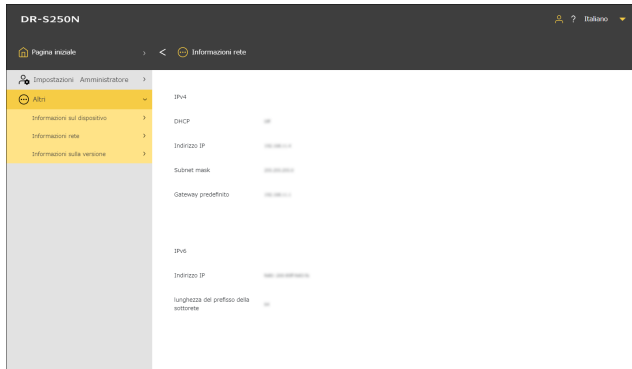 DR-S250N
? Italiano
Pagina iniziale
Informazioni rete
Impostazioni Amministratore
Altri
Informazioni sul dispositivo
Informazioni rete
Informazioni sulla versione
IPv4
DHCP
Indirizzo IP
Subnet mask
Gateway predefinito
IPv6
Indirizzo IP
lunghezza del prefisso della
sottorete